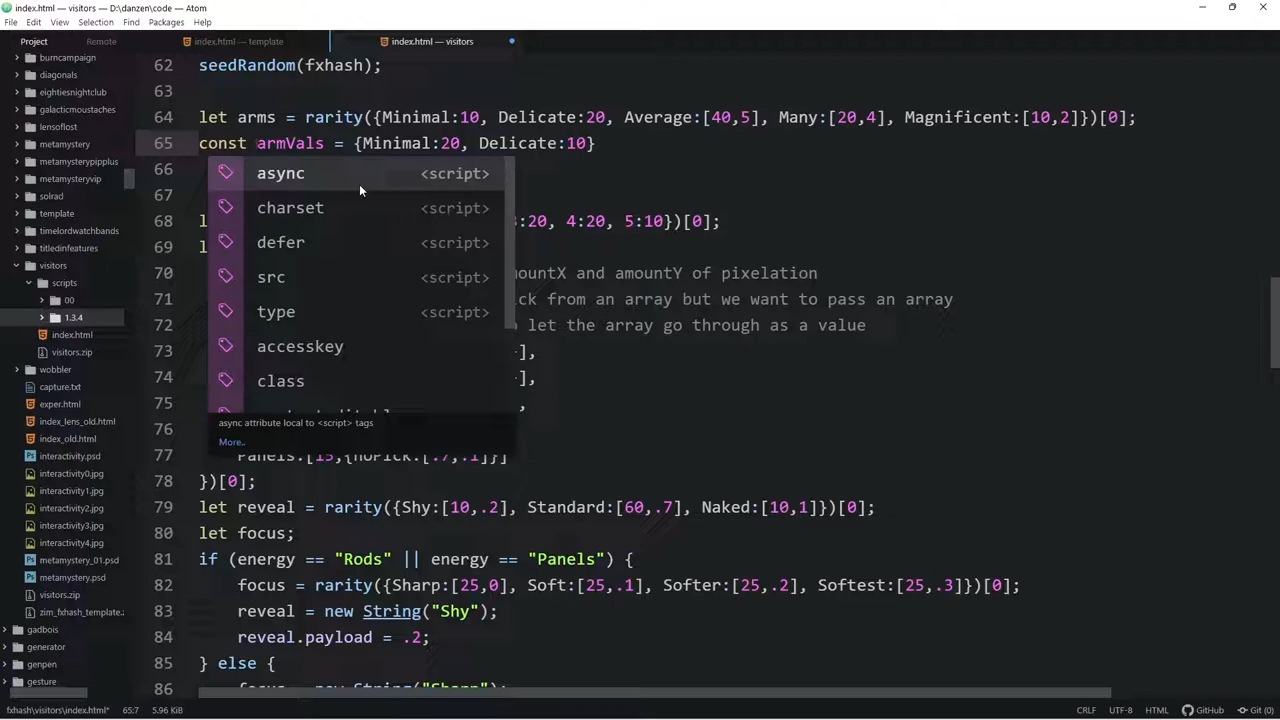 index.html — visitors — D:\danzen\code — Atom
File Edit View Selection Find Packages Help
Project Remote
index.html — template
index.html — visitors
burncampaign
diagonals
eightiesnightclub
galacticmoustaches
lensoflost
metamystery
metamysterypipplus
metamysteryvip
solrad
template
timelordwatchbands
titledinfeatures
visitors
scripts
00
1.3.4
index.html
visitors.zip
wobbler
capture.txt
exper.html
index_lens_old.html
index_old.html
interactivity.psd
interactivity0.jpg
interactivity1.jpg
interactivity2.jpg
interactivity3.jpg
interactivity4.jpg
metamystery_01.psd
metamystery.psd
visitors.zip
zim_fxhash_template..
gadbois
generator
genpen
gesture
62 seedRandom(fxhash);
63
64 let arms = rarity({Minimal:10, Delicate:20, Average:[40,5], Many:[20,4], Magnificent:[10,2]})[0];
65 const armVals = {Minimal:20, Delicate:10}
66
67
68 :20, 4:20, 5:10})[0];
69
70 mountX and amountY of pixelation
71 ck from an array but we want to pass an array
72 let the array go through as a value
73 ],
74 ],
75 ,
76
77 Panels:[15,{noPick:[.7,.1]}]
78 })[0];
79 let reveal = rarity({Shy:[10,.2], Standard:[60,.7], Naked:[10,1]})[0];
80 let focus;
81 if (energy == "Rods" || energy == "Panels") {
82 focus = rarity({Sharp:[25,0], Soft:[25,.1], Softer:[25,.2], Softest:[25,.3]})[0];
83 reveal = new String("Shy");
84 reveal.payload = .2;
85 } else {
86 focus = new String("Sharp");
async <script>
charset <script>
defer <script>
src <script>
type <script>
accesskey
class
async attribute local to <script> tags
More..
fxhash\visitors\index.html* 65:7 5.96 KiB
CRLF UTF-8 HTML GitHub Git (0)